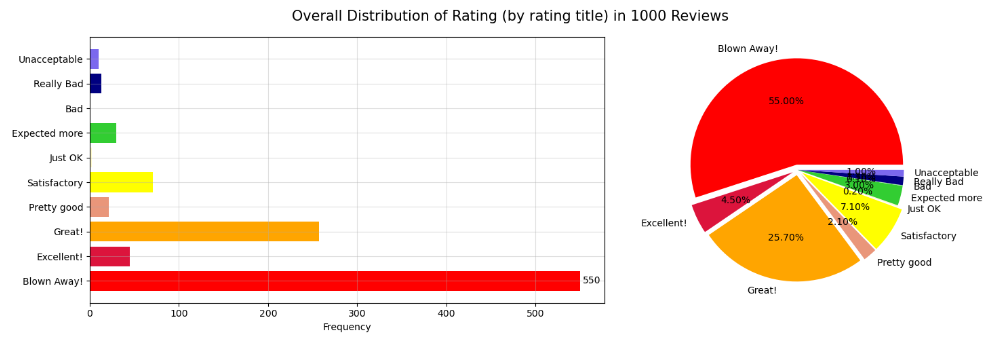 Overall Distribution of Rating (by rating title) in 1000 Reviews
Unacceptable
Really Bad
Bad
Expected more
Just OK
Satisfactory
Pretty good
Great!
Excellent!
Blown Away!
550
0
100
200
300
400
500
Frequency
Blown Away!
55.00%
Excellent!
4.50%
Great!
25.70%
Pretty good
2.10%
Satisfactory
7.10%
Just OK
0.20%
Expected more
3.00%
Bad
Really Bad
Unacceptable
1.00%